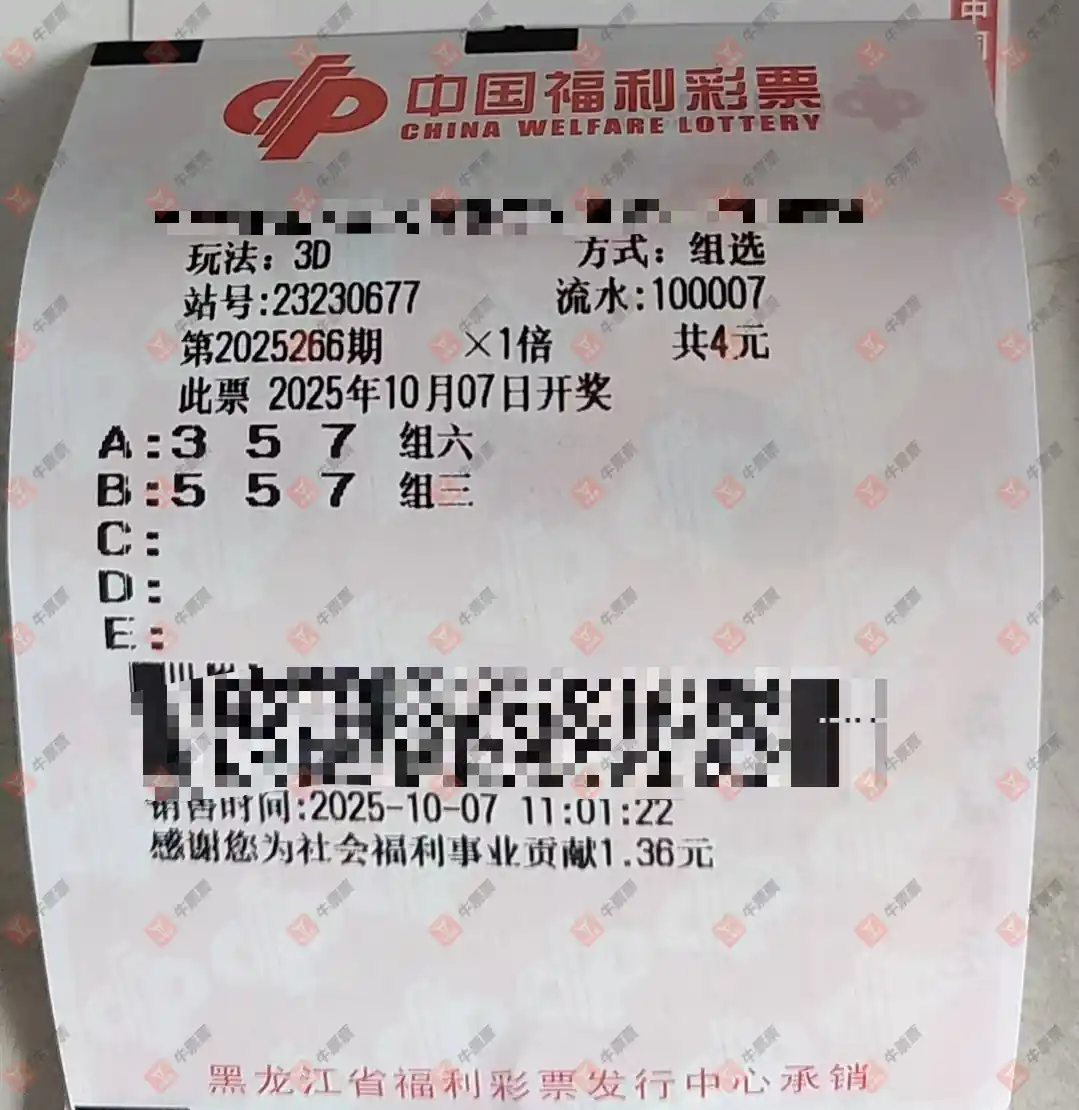 中国福利彩票
CHINA WELFARE LOTTERY
玩法：3D 方式：组选
站号:23230677 流水:100007
第2025266期 ×1倍 共4元
此票 2025年10月07日开奖
A:3 5 7 组六
B:5 5 7 组三
C:
D:
E:
销售时间:2025-10-07 11:01:22
感谢您为社会福利事业贡献1.36元
黑龙江省福利彩票发行中心承销
中
牛票票